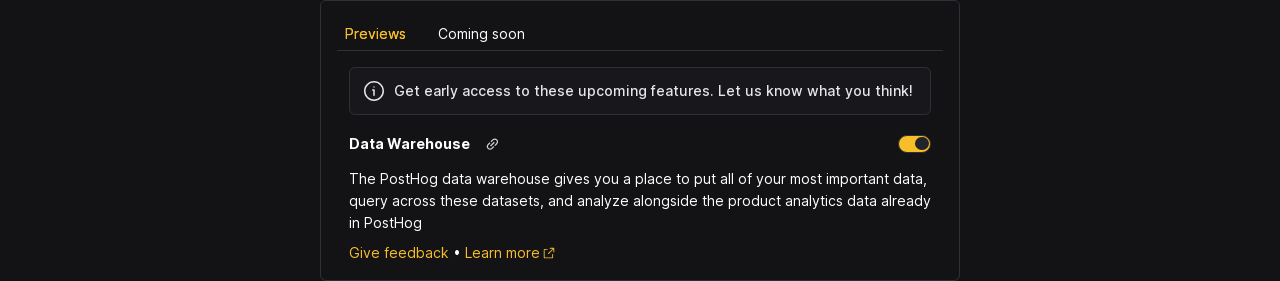 Previews Coming soon
Get early access to these upcoming features. Let us know what you think!
Data Warehouse
The PostHog data warehouse gives you a place to put all of your most important data,
query across these datasets, and analyze alongside the product analytics data already
in PostHog
Give feedback • Learn more